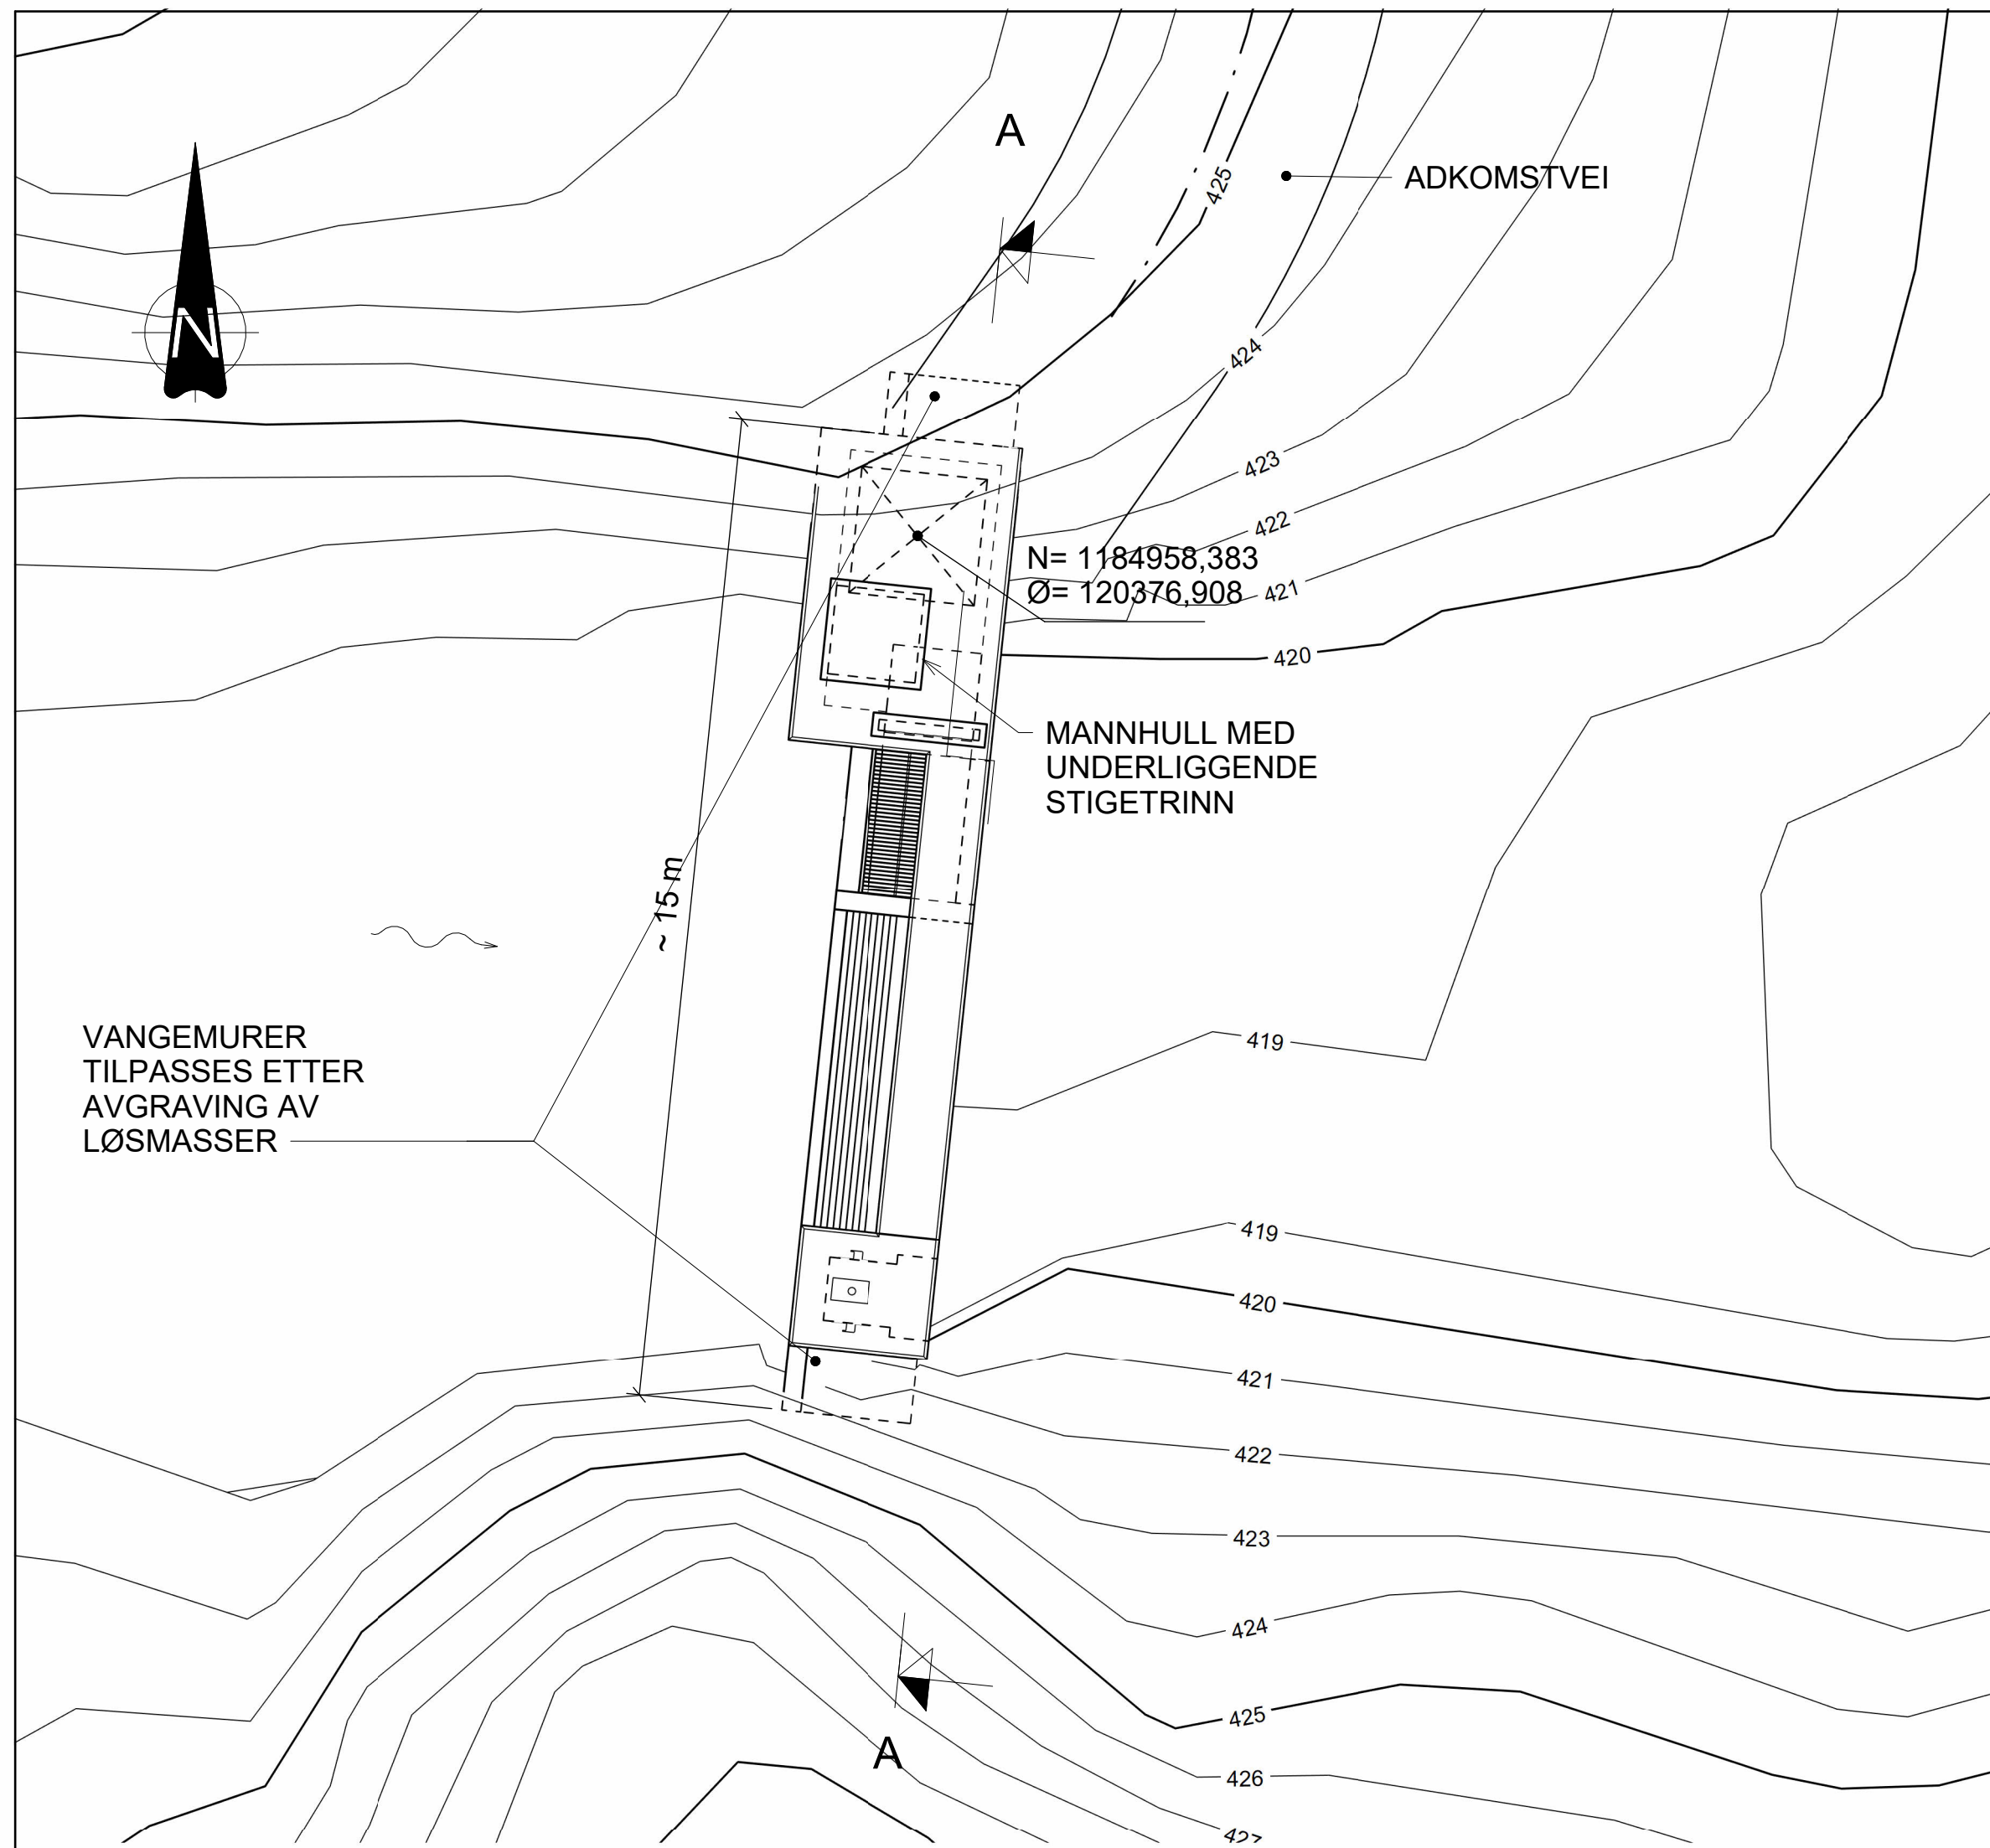 A
425
ADKOMSTVEI
N
424
423
422
N= 1184958,383
Ø= 120376,908
421
420
MANNHULL MED
UNDERLIGGENDE
STIGETRINN
~ 15 m
VANGEMURER
TILPASSES ETTER
AVGRAVING AV
LØSMASSER
419
419
420
421
422
423
424
425
A
426
427